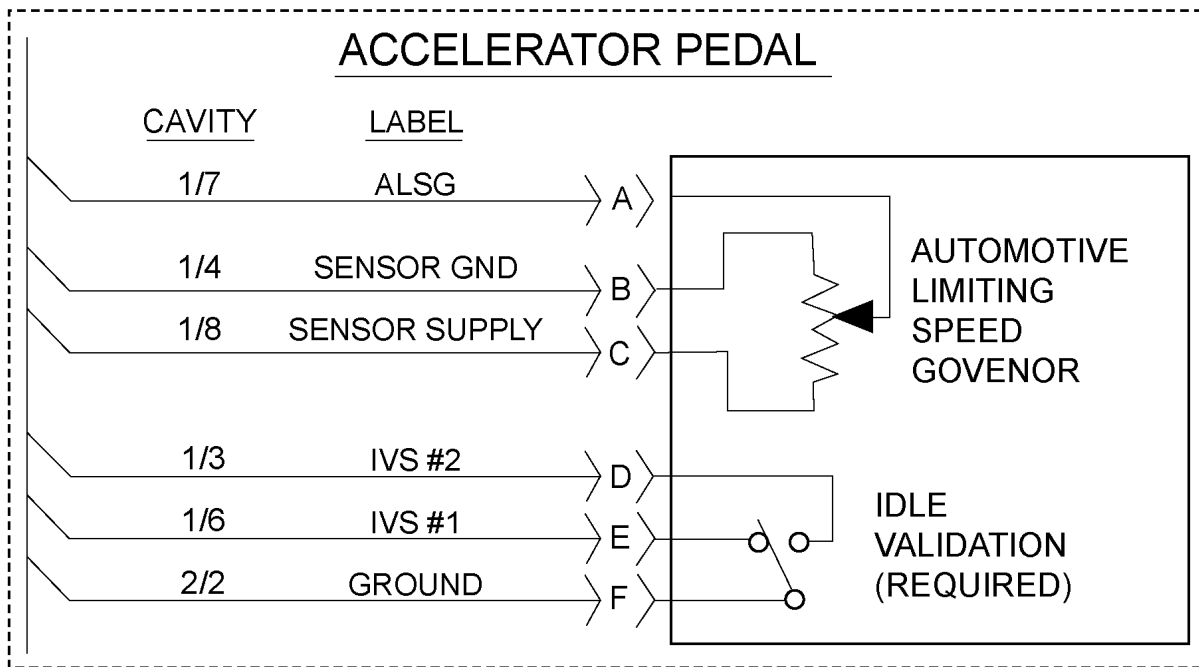 ACCELERATOR PEDAL
CAVITY LABEL
1/7 ALSG A
1/4 SENSOR GND B
1/8 SENSOR SUPPLY C
AUTOMOTIVE
LIMITING
SPEED
GOVENOR
1/3 IVS #2 D
1/6 IVS #1 E
2/2 GROUND F
IDLE
VALIDATION
(REQUIRED)